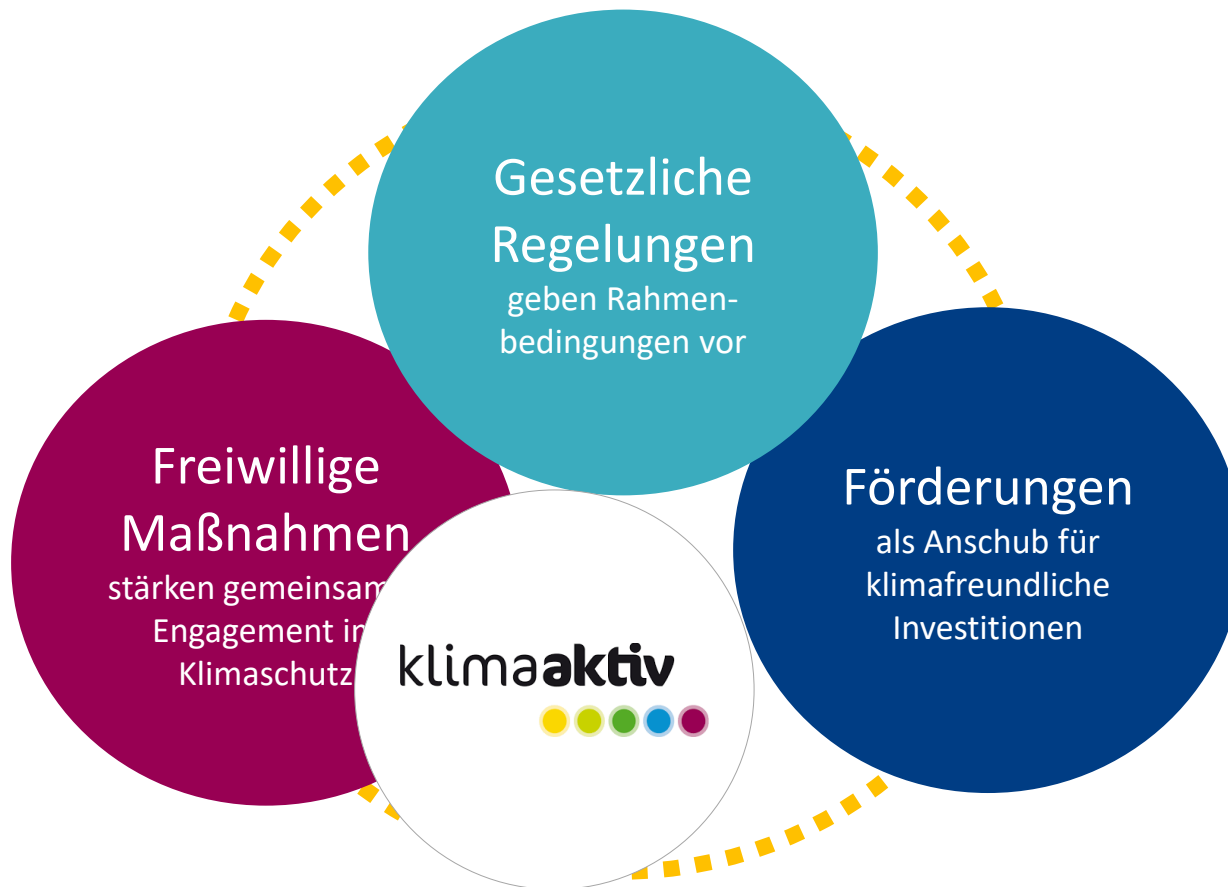 Gesetzliche
Regelungen
geben Rahmen-
bedingungen vor
Freiwillige
Maßnahmen
stärken gemeinsam
Engagement
Klimaschutz
Förderungen
als Anschub für
klimafreundliche
Investitionen
klimaaktiv